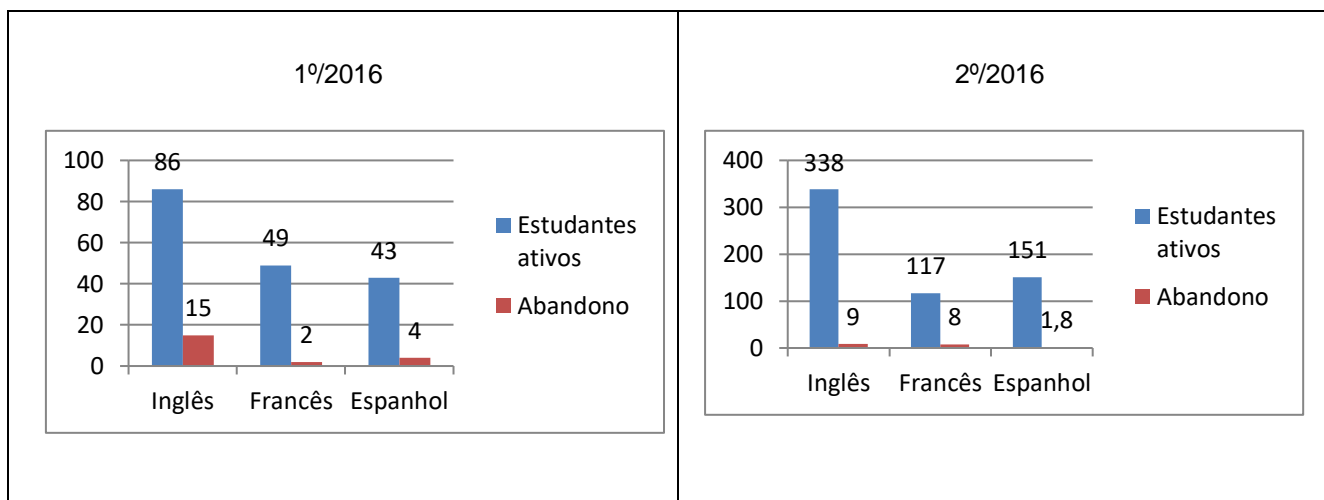 1º/2016
100
80
60
40
20
0
86
49
43
15
2
4
Inglês Francês Espanhol
Estudantes
ativos
Abandono
2º/2016
400
300
200
100
0
338
117
151
9
8
1,8
Inglês Francês Espanhol
Estudantes
ativos
Abandono